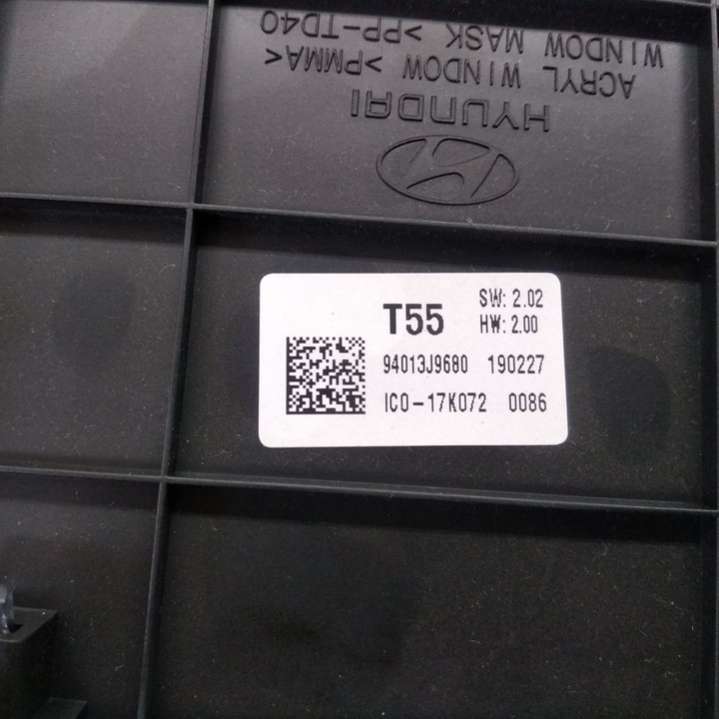 WINDOW MASK >PP-TD40
ACRYL WINDOW >PMMA<
HYUNDAI
T55
SW: 2.02
HW: 2.00
94013J9680 190227
IC0-17K072 0086